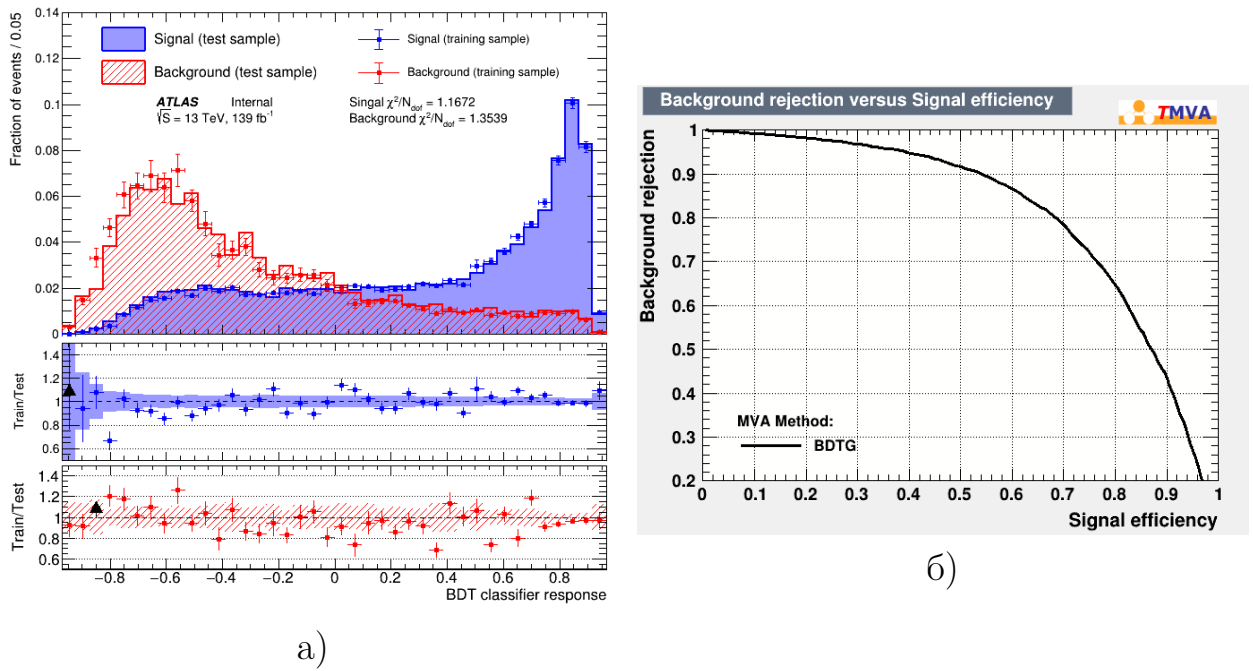 0.14
0.12
0.1
0.08
0.06
0.04
0.02
0
Fraction of events / 0.05
Signal (test sample)
Signal (training sample)
Background (test sample)
Background (training sample)
ATLAS Internal
√S = 13 TeV, 139 fb⁻¹
Singal χ²/N_dof = 1.1672
Background χ²/N_dof = 1.3539
1.4
1.2
1
0.8
0.6
Train/Test
1.4
1.2
1
0.8
0.6
Train/Test
−0.8 −0.6 −0.4 −0.2 0 0.2 0.4 0.6 0.8
BDT classifier response
а)
Background rejection versus Signal efficiency
TMVA
1
0.9
0.8
0.7
0.6
0.5
0.4
0.3
0.2
Background rejection
MVA Method:
BDTG
0 0.1 0.2 0.3 0.4 0.5 0.6 0.7 0.8 0.9 1
Signal efficiency
б)